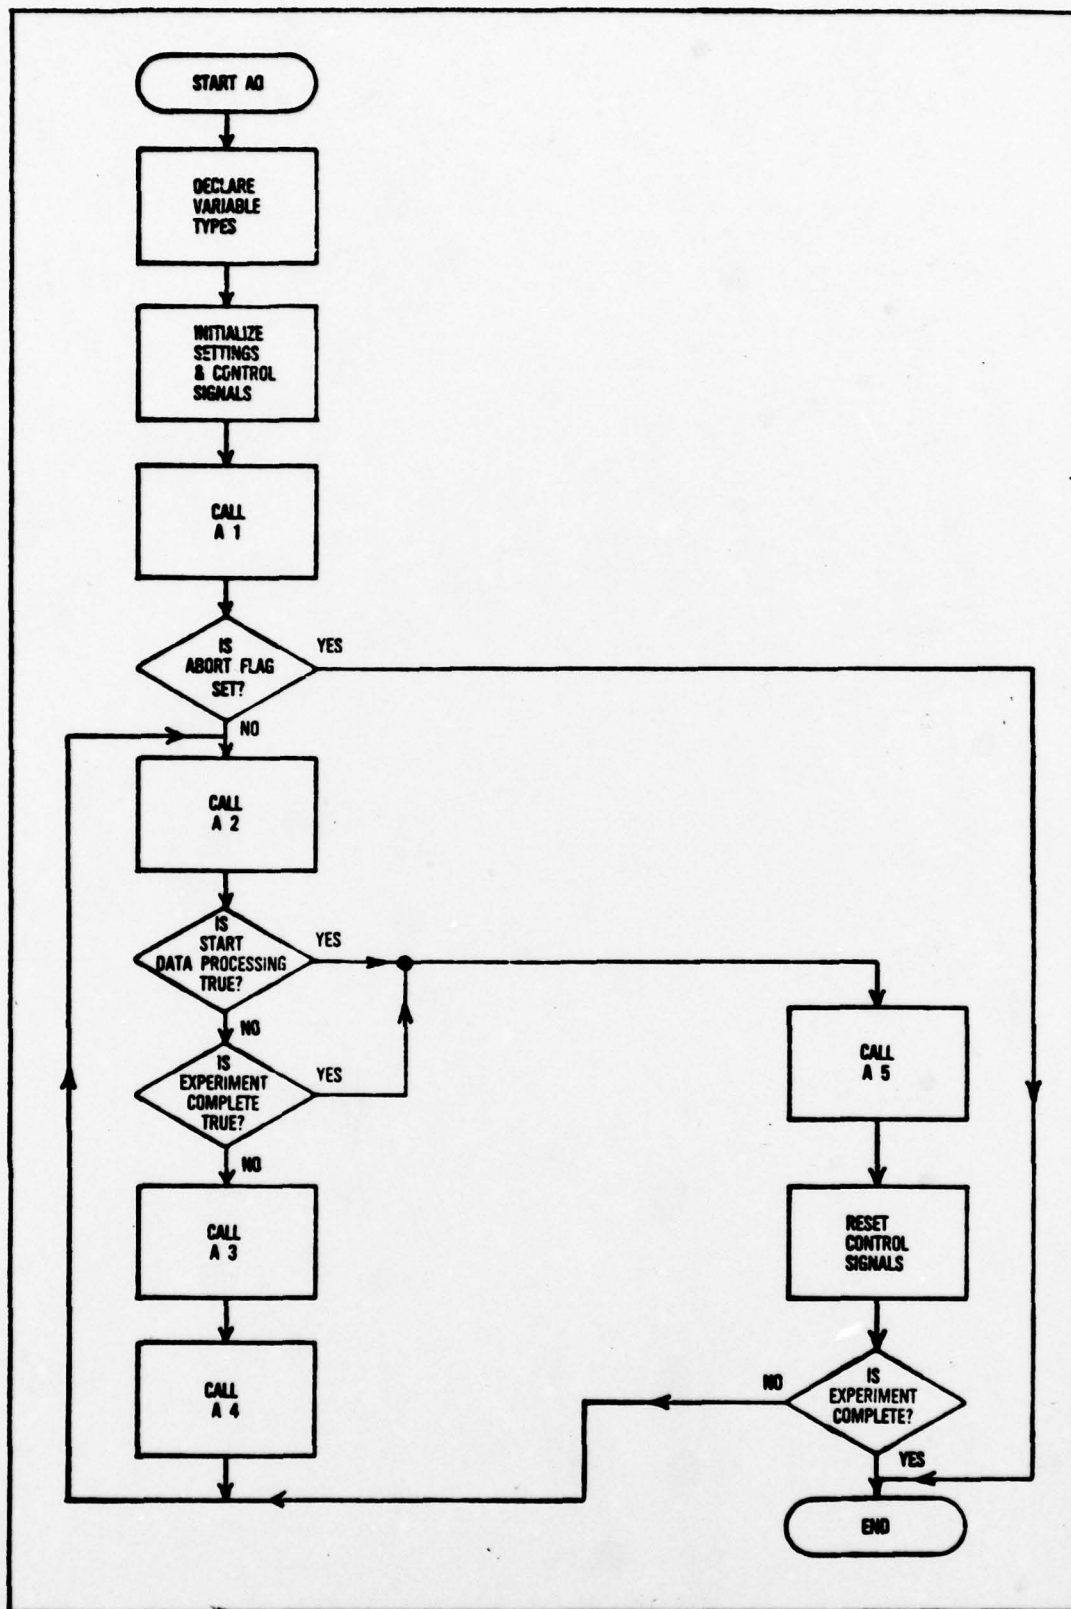 START AO
DECLARE
VARIABLE
TYPES
INITIALIZE
SETTINGS
& CONTROL
SIGNALS
CALL
A 1
IS
ABORT FLAG
SET?
YES
NO
CALL
A 2
IS
START
DATA PROCESSING
TRUE?
YES
NO
IS
EXPERIMENT
COMPLETE
TRUE?
YES
NO
CALL
A 3
CALL
A 4
CALL
A 5
RESET
CONTROL
SIGNALS
IS
EXPERIMENT
COMPLETE?
NO
YES
END